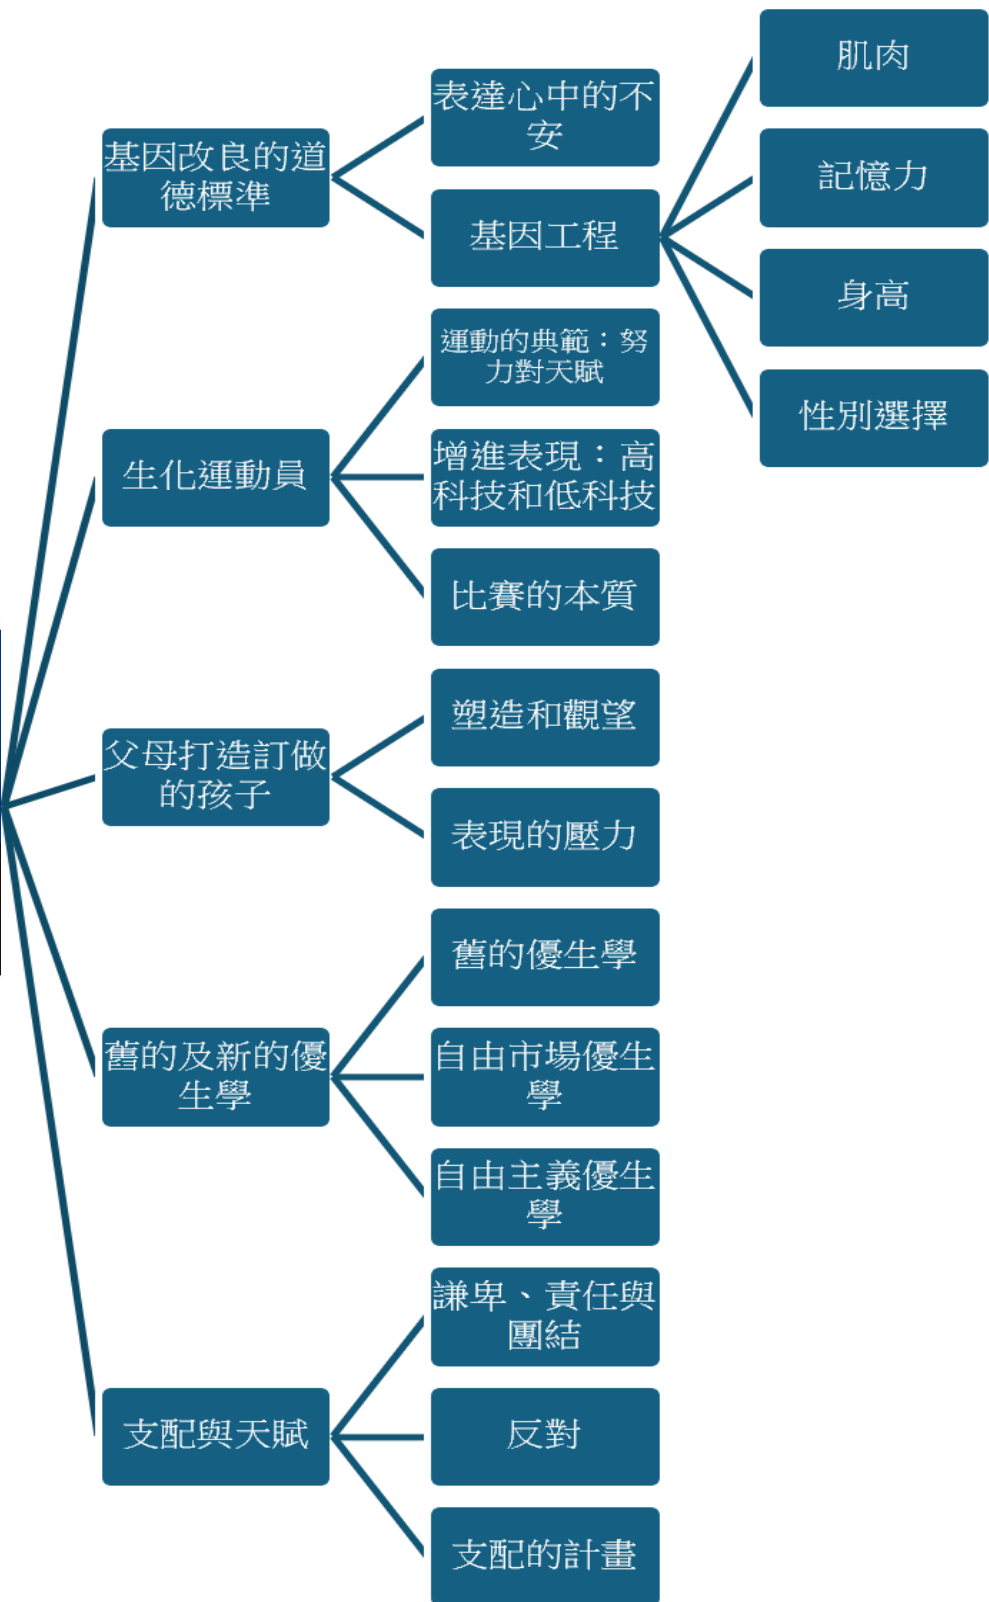 基因改良的道
德標準
表達心中的不
安
基因工程
肌肉
記憶力
身高
性別選擇
生化運動員
運動的典範：努
力對天賦
增進表現：高
科技和低科技
比賽的本質
父母打造訂做
的孩子
塑造和觀望
表現的壓力
舊的及新的優
生學
舊的優生學
自由市場優生
學
自由主義優生
學
支配與天賦
謙卑、責任與
團結
反對
支配的計畫